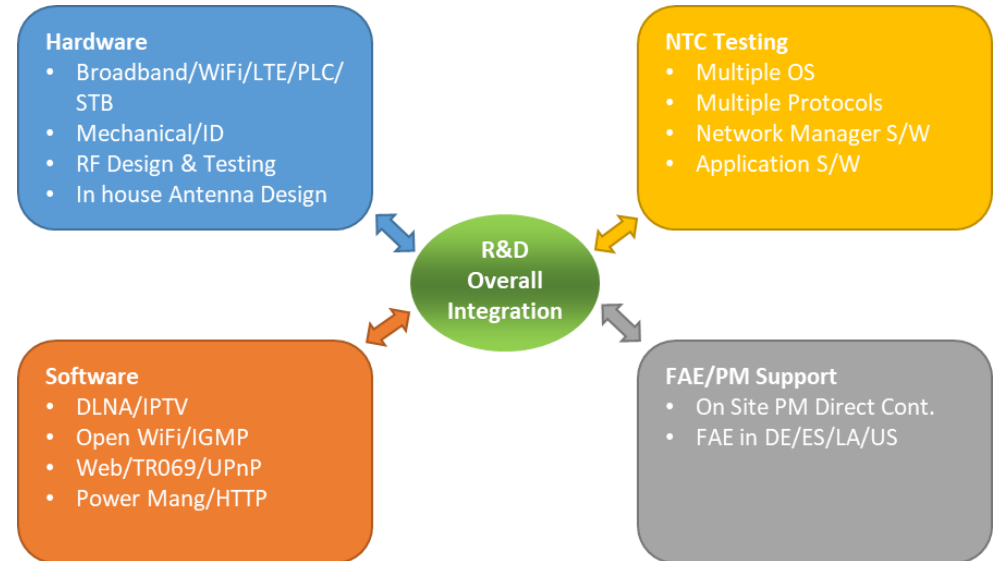 Hardware
• Broadband/WiFi/LTE/PLC/
STB
• Mechanical/ID
• RF Design & Testing
• In house Antenna Design
NTC Testing
• Multiple OS
• Multiple Protocols
• Network Manager S/W
• Application S/W
R&D
Overall
Integration
Software
• DLNA/IPTV
• Open WiFi/IGMP
• Web/TR069/UPnP
• Power Mang/HTTP
FAE/PM Support
• On Site PM Direct Cont.
• FAE in DE/ES/LA/US